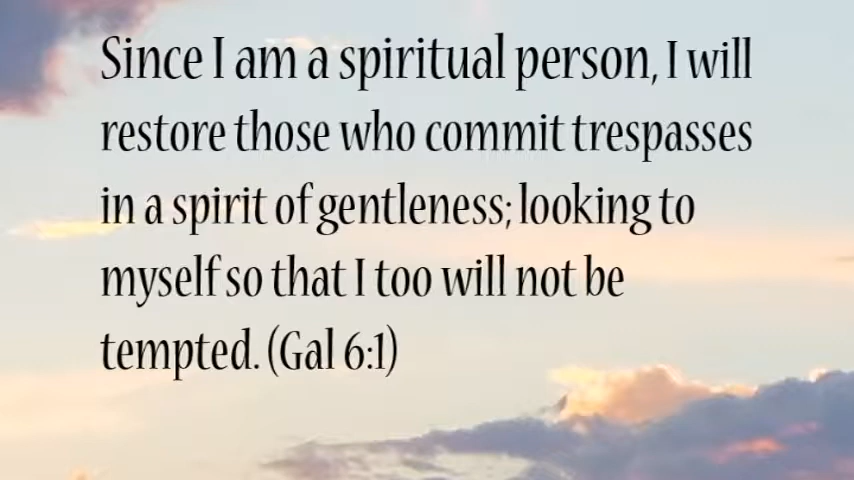 Since I am a spiritual person, I will
restore those who commit trespasses
in a spirit of gentleness; looking to
myself so that I too will not be
tempted. (Gal 6:1)